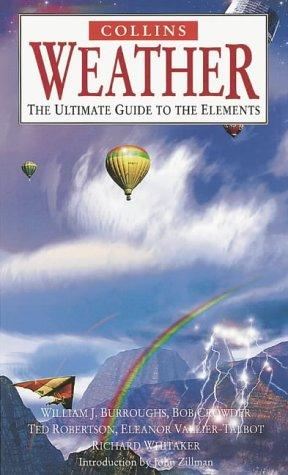 COLLINS
WEATHER
THE ULTIMATE GUIDE TO THE ELEMENTS
WILLIAM J. BURROUGHS, BOB CROWDER
TED ROBERTSON, ELEANOR VALLIER-TALBOT
RICHARD WHITAKER
Introduction by John Zillman